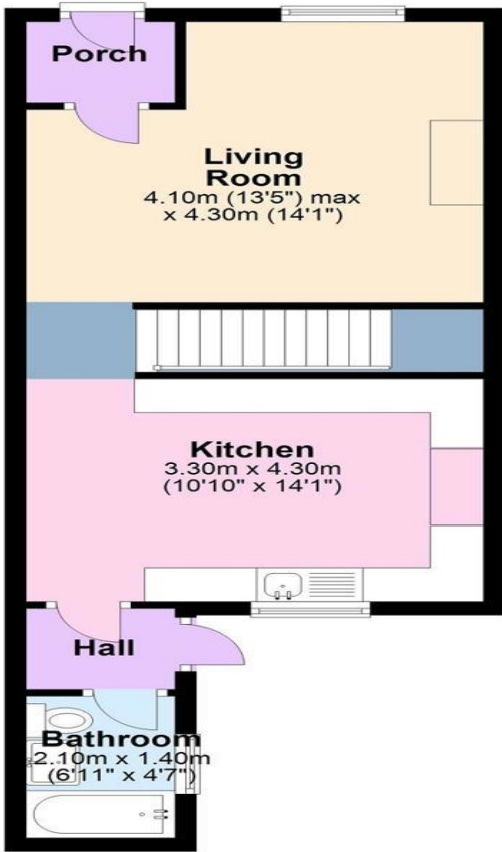 Porch
Living
Room
4.10m (13'5") max
x 4.30m (14'1")
Kitchen
3.30m x 4.30m
(10'10" x 14'1")
Hall
Bathroom
2.10m x 1.40m
(6'11" x 4'7")